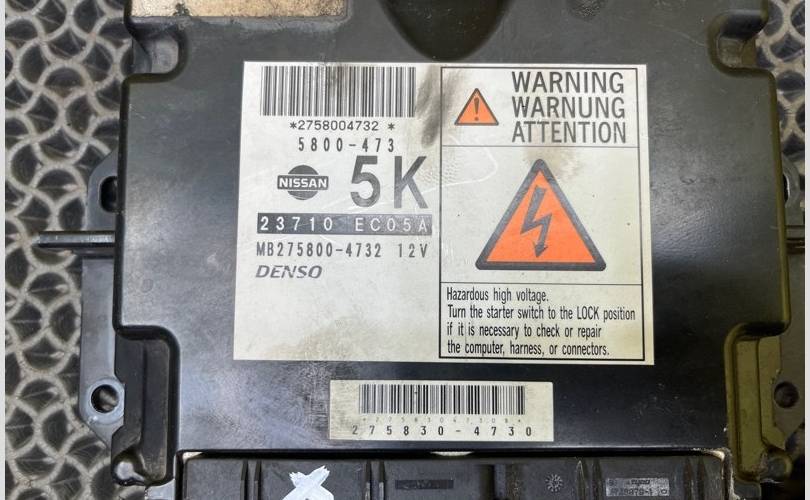 *2758004732 *
5800-473
NISSAN
5K
23710 EC05A
MB275800-4732 12V
DENSO
WARNING
WARNUNG
ATTENTION
Hazardous high voltage.
Turn the starter switch to the LOCK position
if it is necessary to check or repair
the computer, harness, or connectors.
275830-4730